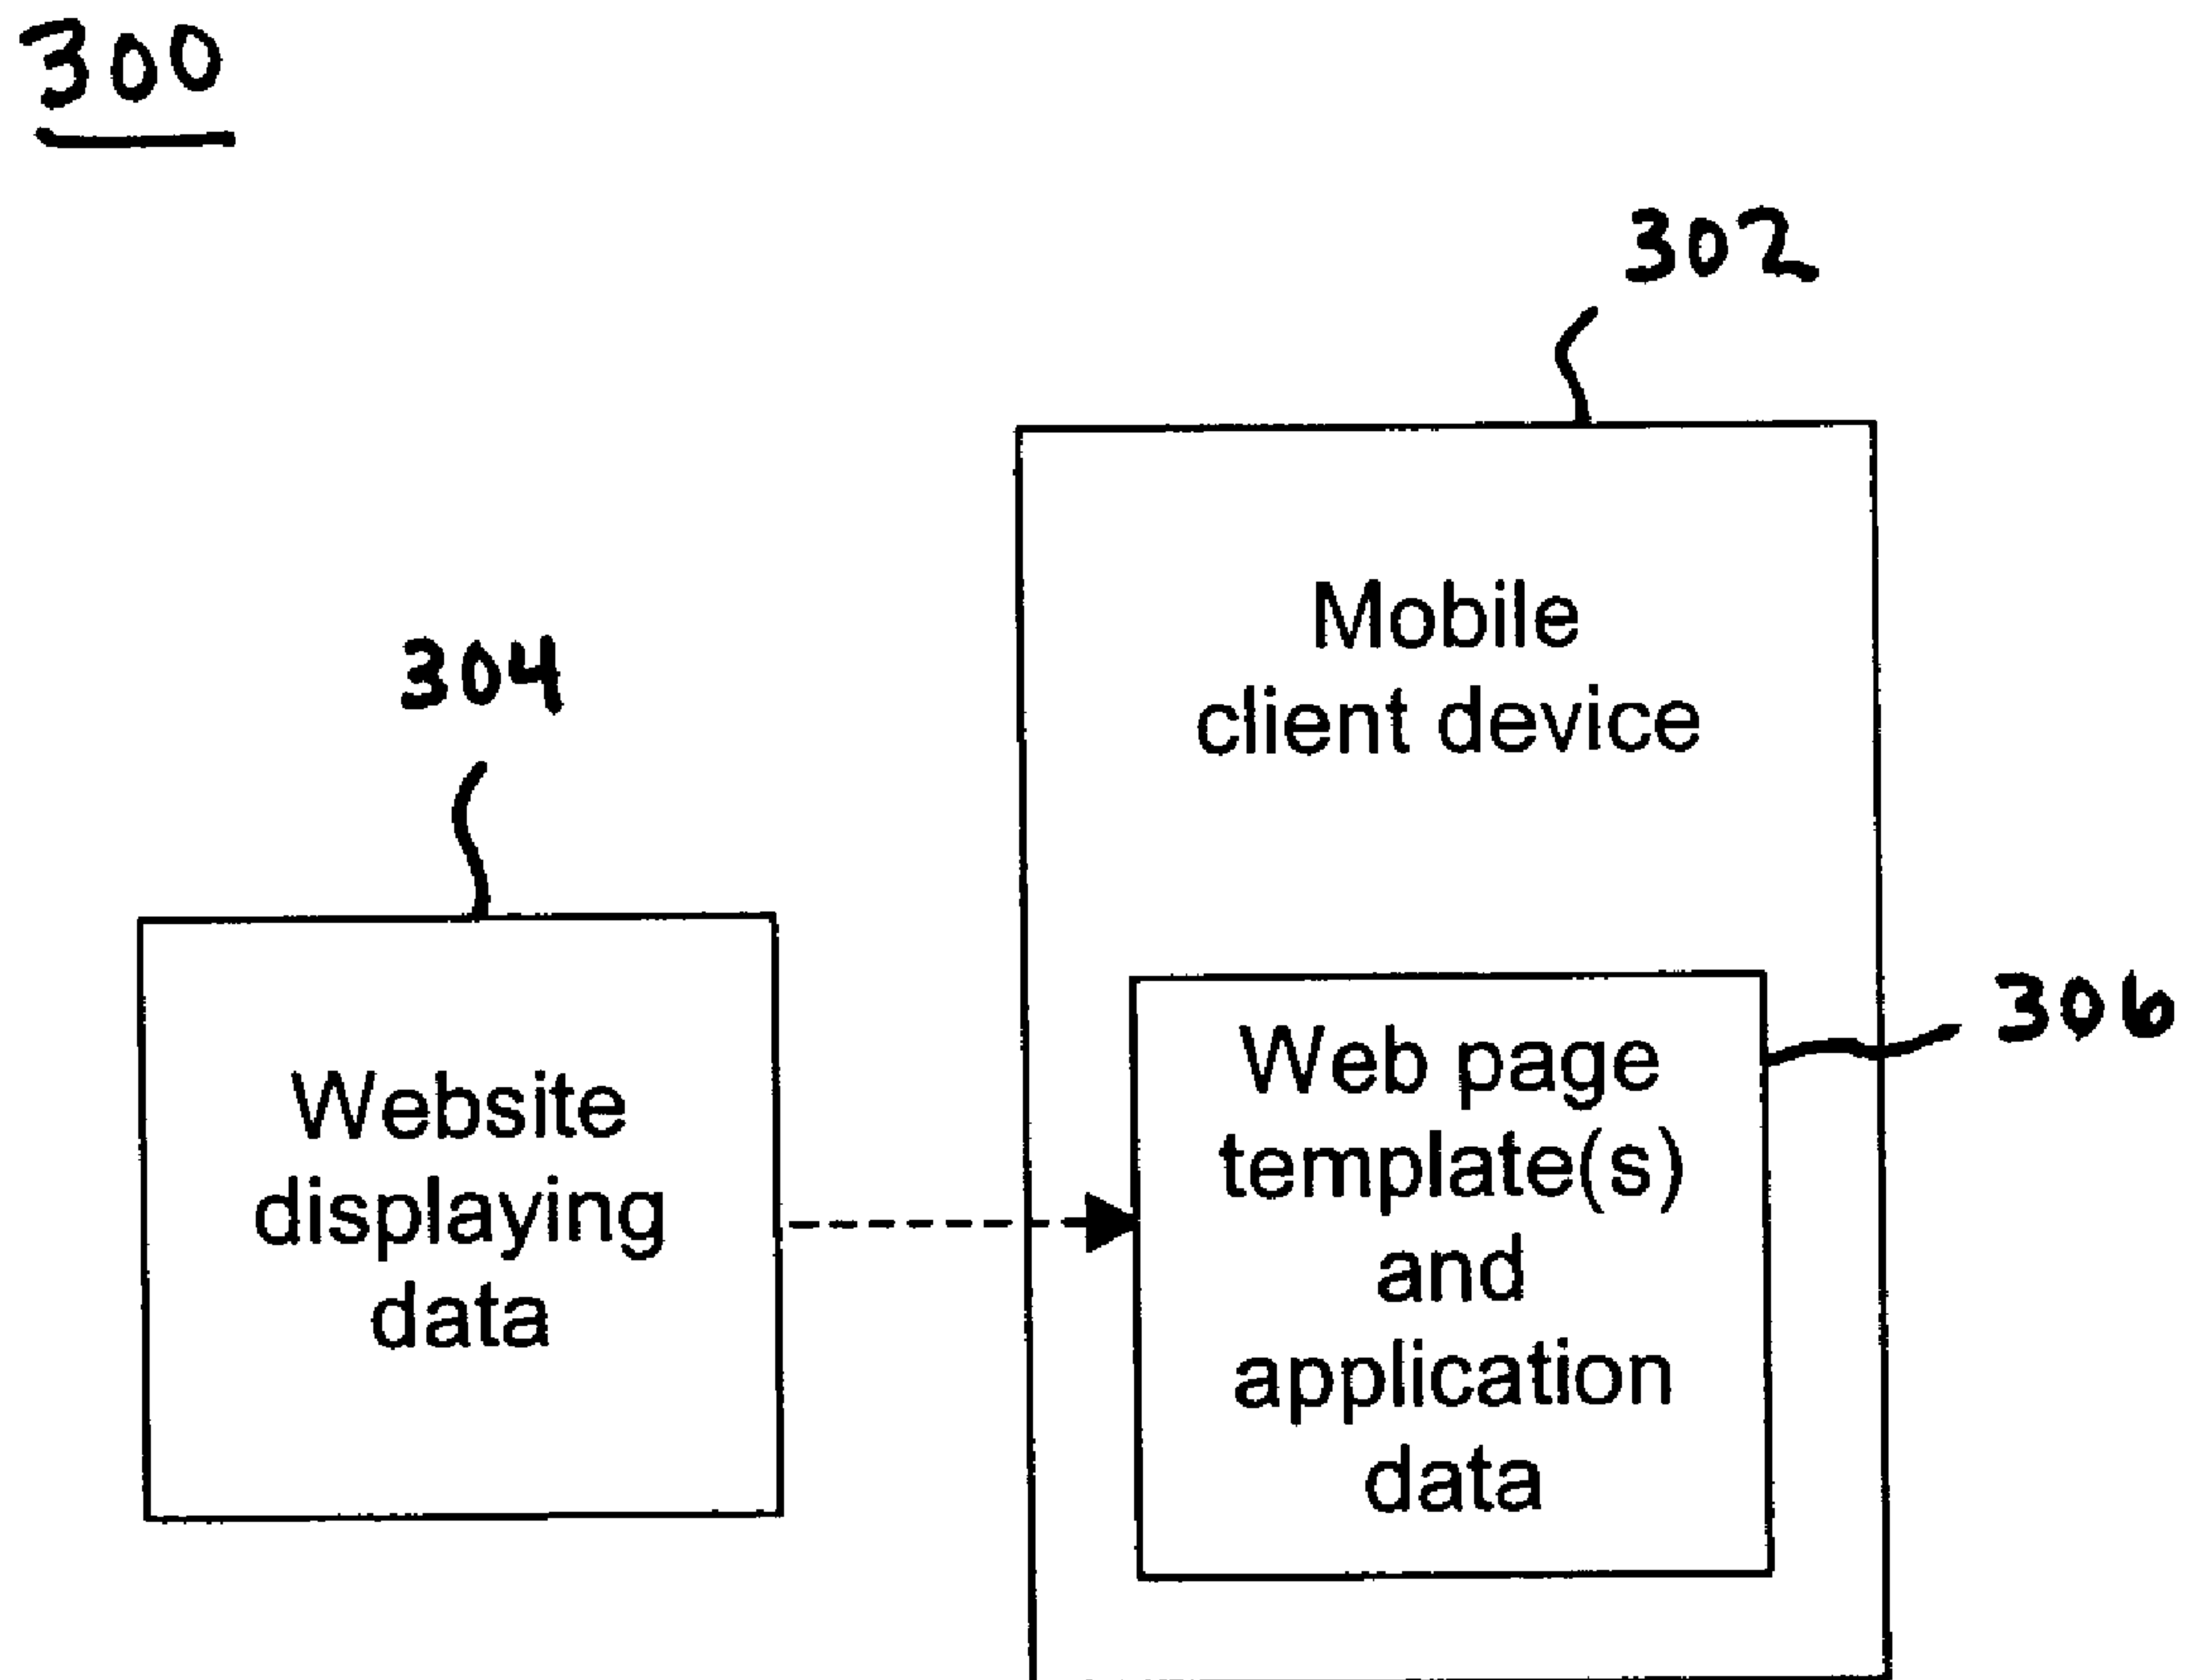 300
302
Mobile
client device
304
306
Web page
template(s)
and
application
data
Website
displaying
data